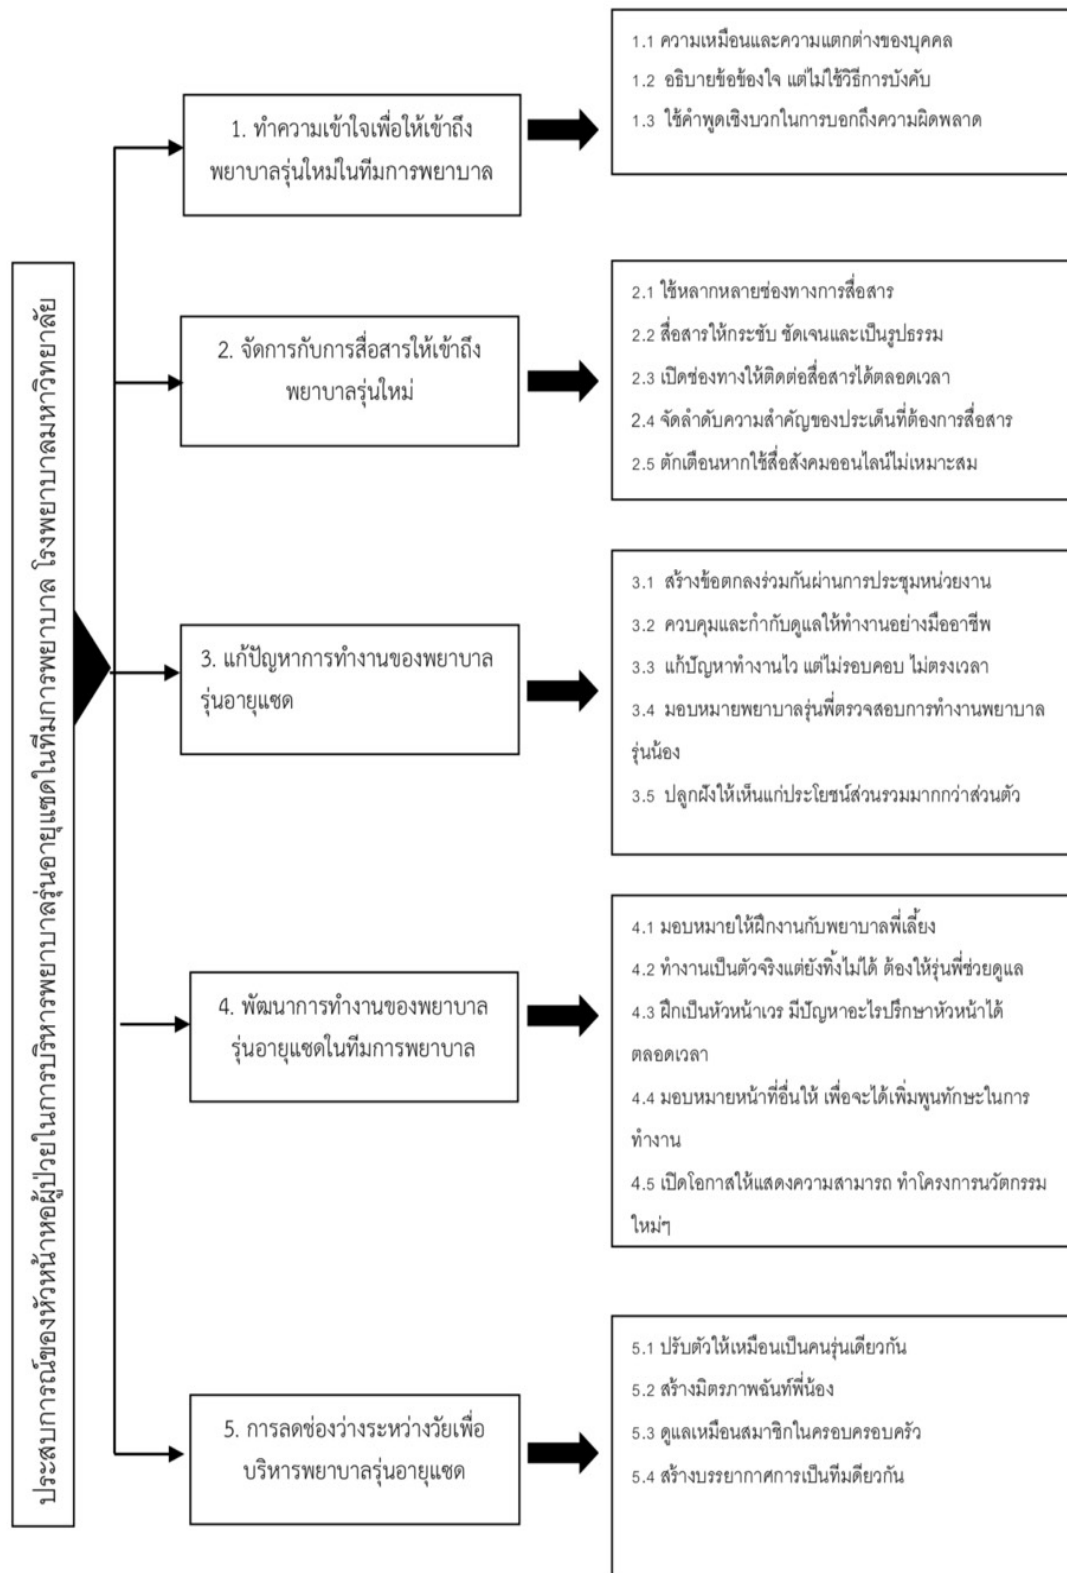 ประสบการณ์ของหัวหน้าหอผู้ป่วยในการบริหารพยาบาลรุ่นอายุแซดในทีมการพยาบาล โรงพยาบาลมหาวิทยาลัย
1. ทำความเข้าใจเพื่อให้เข้าถึง
พยาบาลรุ่นใหม่ในทีมการพยาบาล
1.1 ความเหมือนและความแตกต่างของบุคคล
1.2 อธิบายข้อข้องใจ แต่ไม่ใช้วิธีการบังคับ
1.3 ใช้คำพูดเชิงบวกในการบอกถึงความผิดพลาด
2. จัดการกับการสื่อสารให้เข้าถึง
พยาบาลรุ่นใหม่
2.1 ใช้หลากหลายช่องทางการสื่อสาร
2.2 สื่อสารให้กระชับ ชัดเจนและเป็นรูปธรรม
2.3 เปิดช่องทางให้ติดต่อสื่อสารได้ตลอดเวลา
2.4 จัดลำดับความสำคัญของประเด็นที่ต้องการสื่อสาร
2.5 ตักเตือนหากใช้สื่อสังคมออนไลน์ไม่เหมาะสม
3. แก้ปัญหาการทำงานของพยาบาล
รุ่นอายุแซด
3.1 สร้างข้อตกลงร่วมกันผ่านการประชุมหน่วยงาน
3.2 ควบคุมและกำกับดูแลให้ทำงานอย่างมืออาชีพ
3.3 แก้ปัญหาทำงานไว แต่ไม่รอบคอบ ไม่ตรงเวลา
3.4 มอบหมายพยาบาลรุ่นพี่ตรวจสอบการทำงานพยาบาล
รุ่นน้อง
3.5 ปลูกฝังให้เห็นแก่ประโยชน์ส่วนรวมมากกว่าส่วนตัว
4. พัฒนาการทำงานของพยาบาล
รุ่นอายุแซดในทีมการพยาบาล
4.1 มอบหมายให้ฝึกงานกับพยาบาลพี่เลี้ยง
4.2 ทำงานเป็นตัวจริงแต่ยังทิ้งไม่ได้ ต้องให้รุ่นพี่ช่วยดูแล
4.3 ฝึกเป็นหัวหน้าเวร มีปัญหาอะไรปรึกษาหัวหน้าได้
ตลอดเวลา
4.4 มอบหมายหน้าที่อื่นให้ เพื่อจะได้เพิ่มพูนทักษะในการ
ทำงาน
4.5 เปิดโอกาสให้แสดงความสามารถ ทำโครงการนวัตกรรม
ใหม่ๆ
5. การลดช่องว่างระหว่างวัยเพื่อ
บริหารพยาบาลรุ่นอายุแซด
5.1 ปรับตัวให้เหมือนเป็นคนรุ่นเดียวกัน
5.2 สร้างมิตรภาพฉันท์พี่น้อง
5.3 ดูแลเหมือนสมาชิกในครอบครอบครัว
5.4 สร้างบรรยากาศการเป็นทีมดียวกัน